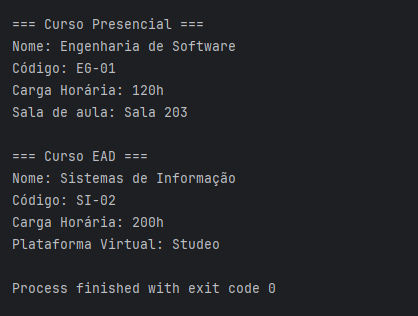 === Curso Presencial ===
Nome: Engenharia de Software
Código: EG-01
Carga Horária: 120h
Sala de aula: Sala 203
=== Curso EAD ===
Nome: Sistemas de Informação
Código: SI-02
Carga Horária: 200h
Plataforma Virtual: Studeo
Process finished with exit code 0